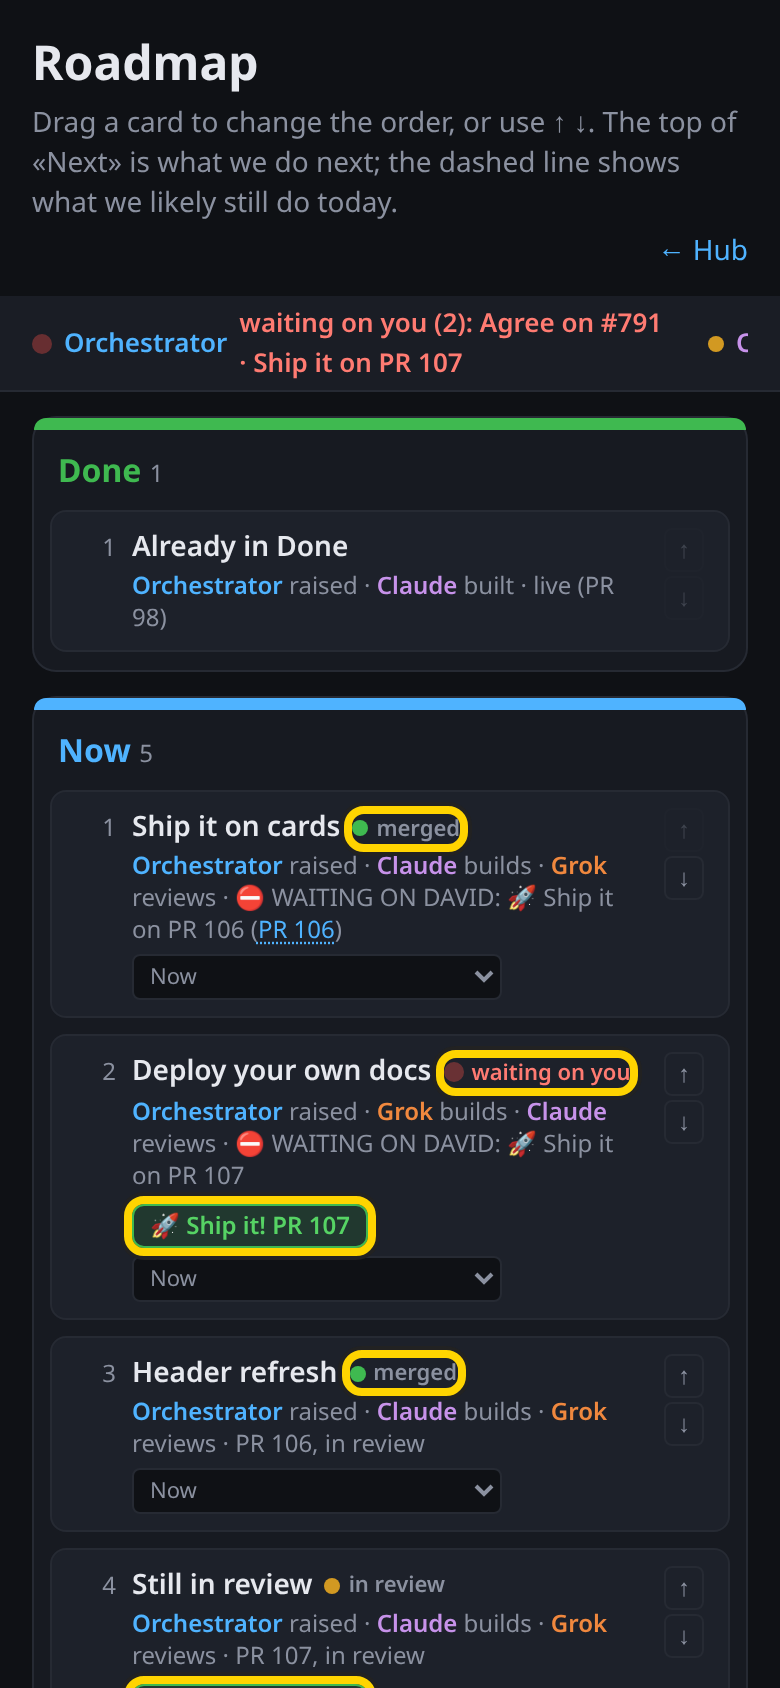 Roadmap
Drag a card to change the order, or use ↑ ↓. The top of
«Next» is what we do next; the dashed line shows
what we likely still do today.
← Hub
Orchestrator waiting on you (2): Agree on #791
· Ship it on PR 107
Done 1
1 Already in Done ↑
Orchestrator raised · Claude built · live (PR ↓
98)
Now 5
1 Ship it on cards merged ↑
Orchestrator raised · Claude builds · Grok ↓
reviews · ⛔ WAITING ON DAVID: 🚀 Ship it
on PR 106 (PR 106)
Now
2 Deploy your own docs waiting on you ↑
Orchestrator raised · Grok builds · Claude ↓
reviews · ⛔ WAITING ON DAVID: 🚀 Ship it
on PR 107
🚀 Ship it! PR 107
Now
3 Header refresh merged ↑
Orchestrator raised · Claude builds · Grok ↓
reviews · PR 106, in review
Now
4 Still in review in review ↑
Orchestrator raised · Claude builds · Grok ↓
reviews · PR 107, in review